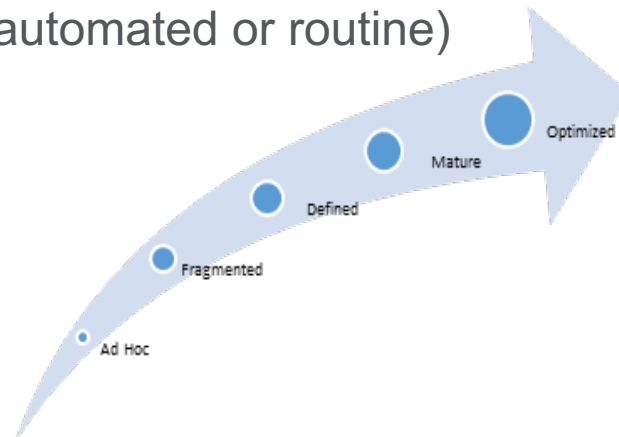 automated or routine)
Optimized
Mature
Defined
Fragmented
Ad Hoc